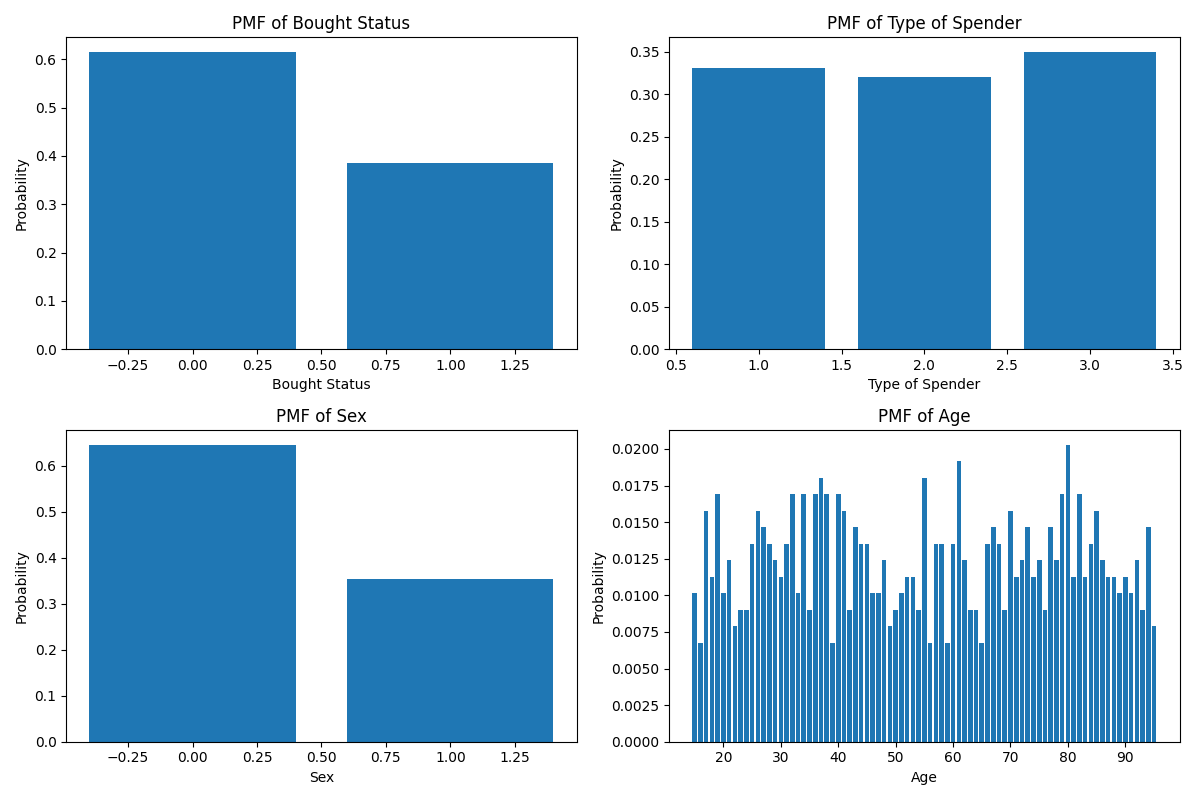 PMF of Bought Status
Probability
0.6
0.5
0.4
0.3
0.2
0.1
0.0
−0.25 0.00 0.25 0.50 0.75 1.00 1.25
Bought Status
PMF of Type of Spender
Probability
0.35
0.30
0.25
0.20
0.15
0.10
0.05
0.00
0.5 1.0 1.5 2.0 2.5 3.0 3.5
Type of Spender
PMF of Sex
Probability
0.6
0.5
0.4
0.3
0.2
0.1
0.0
−0.25 0.00 0.25 0.50 0.75 1.00 1.25
Sex
PMF of Age
Probability
0.0200
0.0175
0.0150
0.0125
0.0100
0.0075
0.0050
0.0025
0.0000
20 30 40 50 60 70 80 90
Age